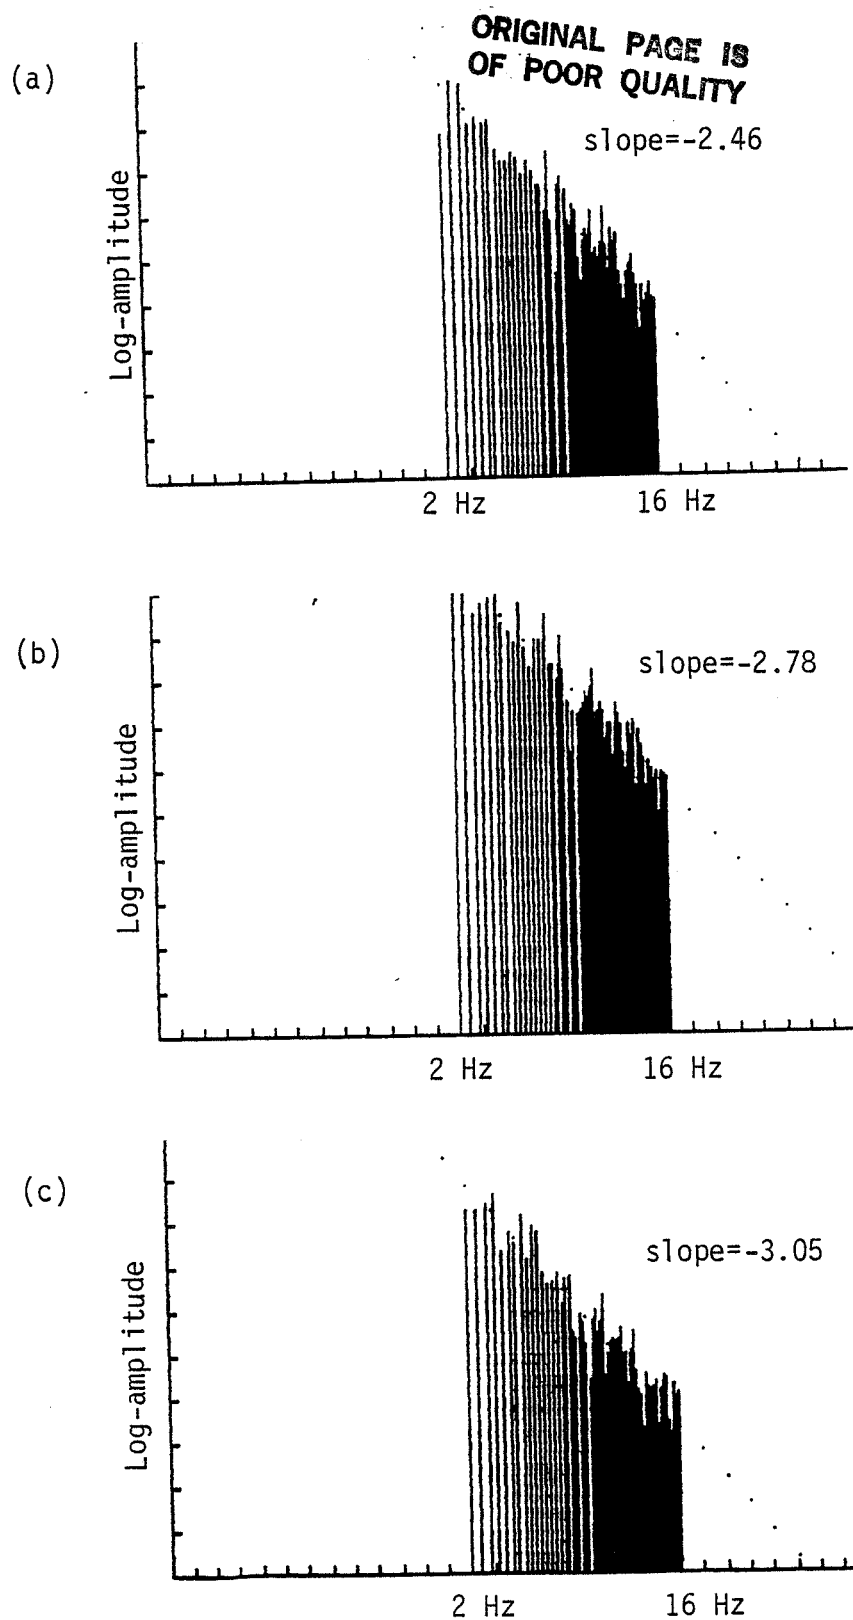 ORIGINAL PAGE IS
OF POOR QUALITY
(a)
slope=-2.46
Log-amplitude
2 Hz 16 Hz
(b)
slope=-2.78
Log-amplitude
2 Hz 16 Hz
(c)
slope=-3.05
Log-amplitude
2 Hz 16 Hz